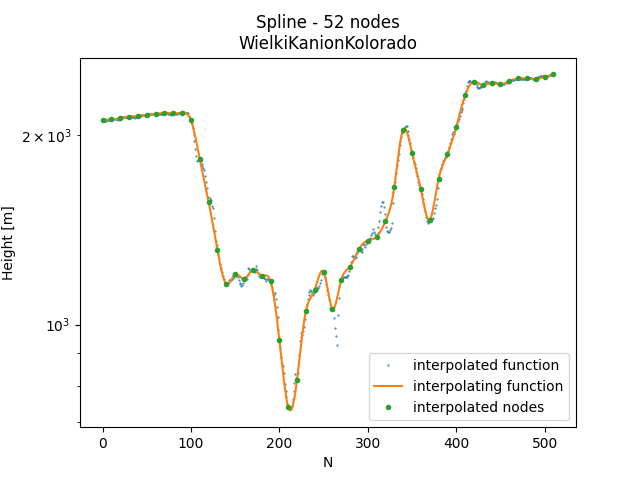 Spline - 52 nodes
WielkiKanionKolorado
Height [m]
2 × 10³
10³
interpolated function
interpolating function
interpolated nodes
0 100 200 300 400 500
N